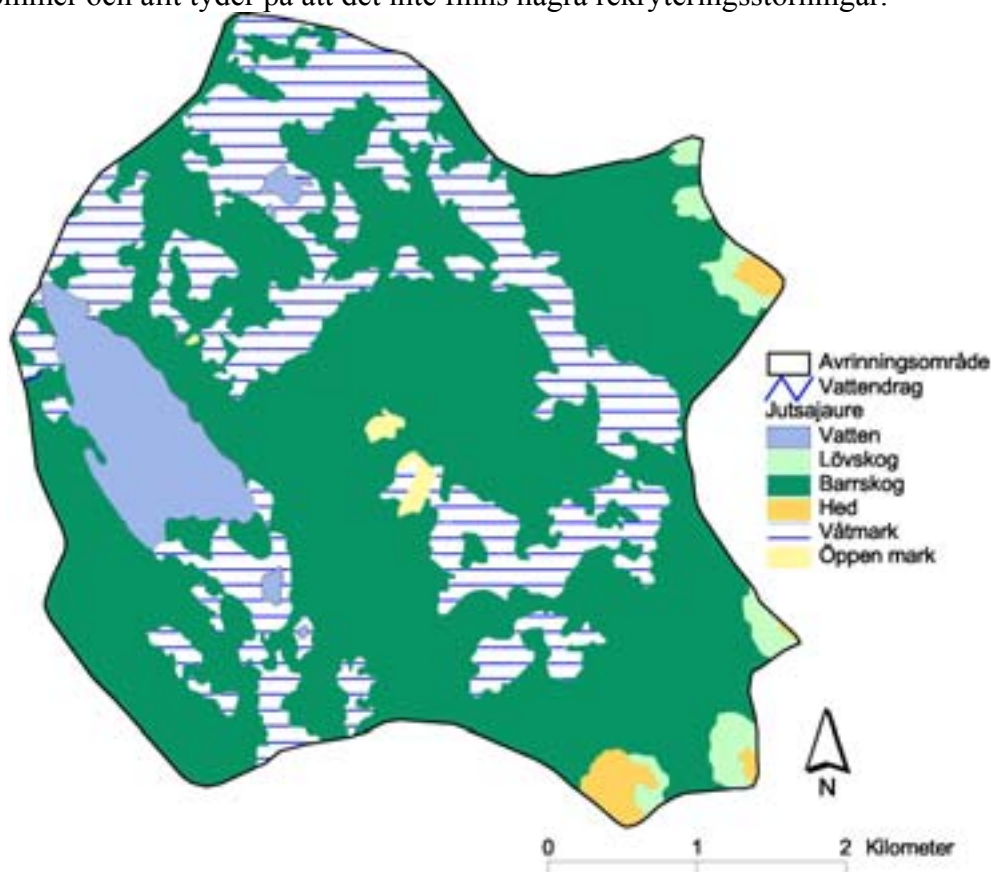 och allt tyder på att det inte finns några rekryteringsstörningar.
Avrinningsområde
Vattendrag
Jutsajaure
Vatten
Lövskog
Barrskog
Hed
Våtmark
Öppen mark
N
0 1 2 Kilometer